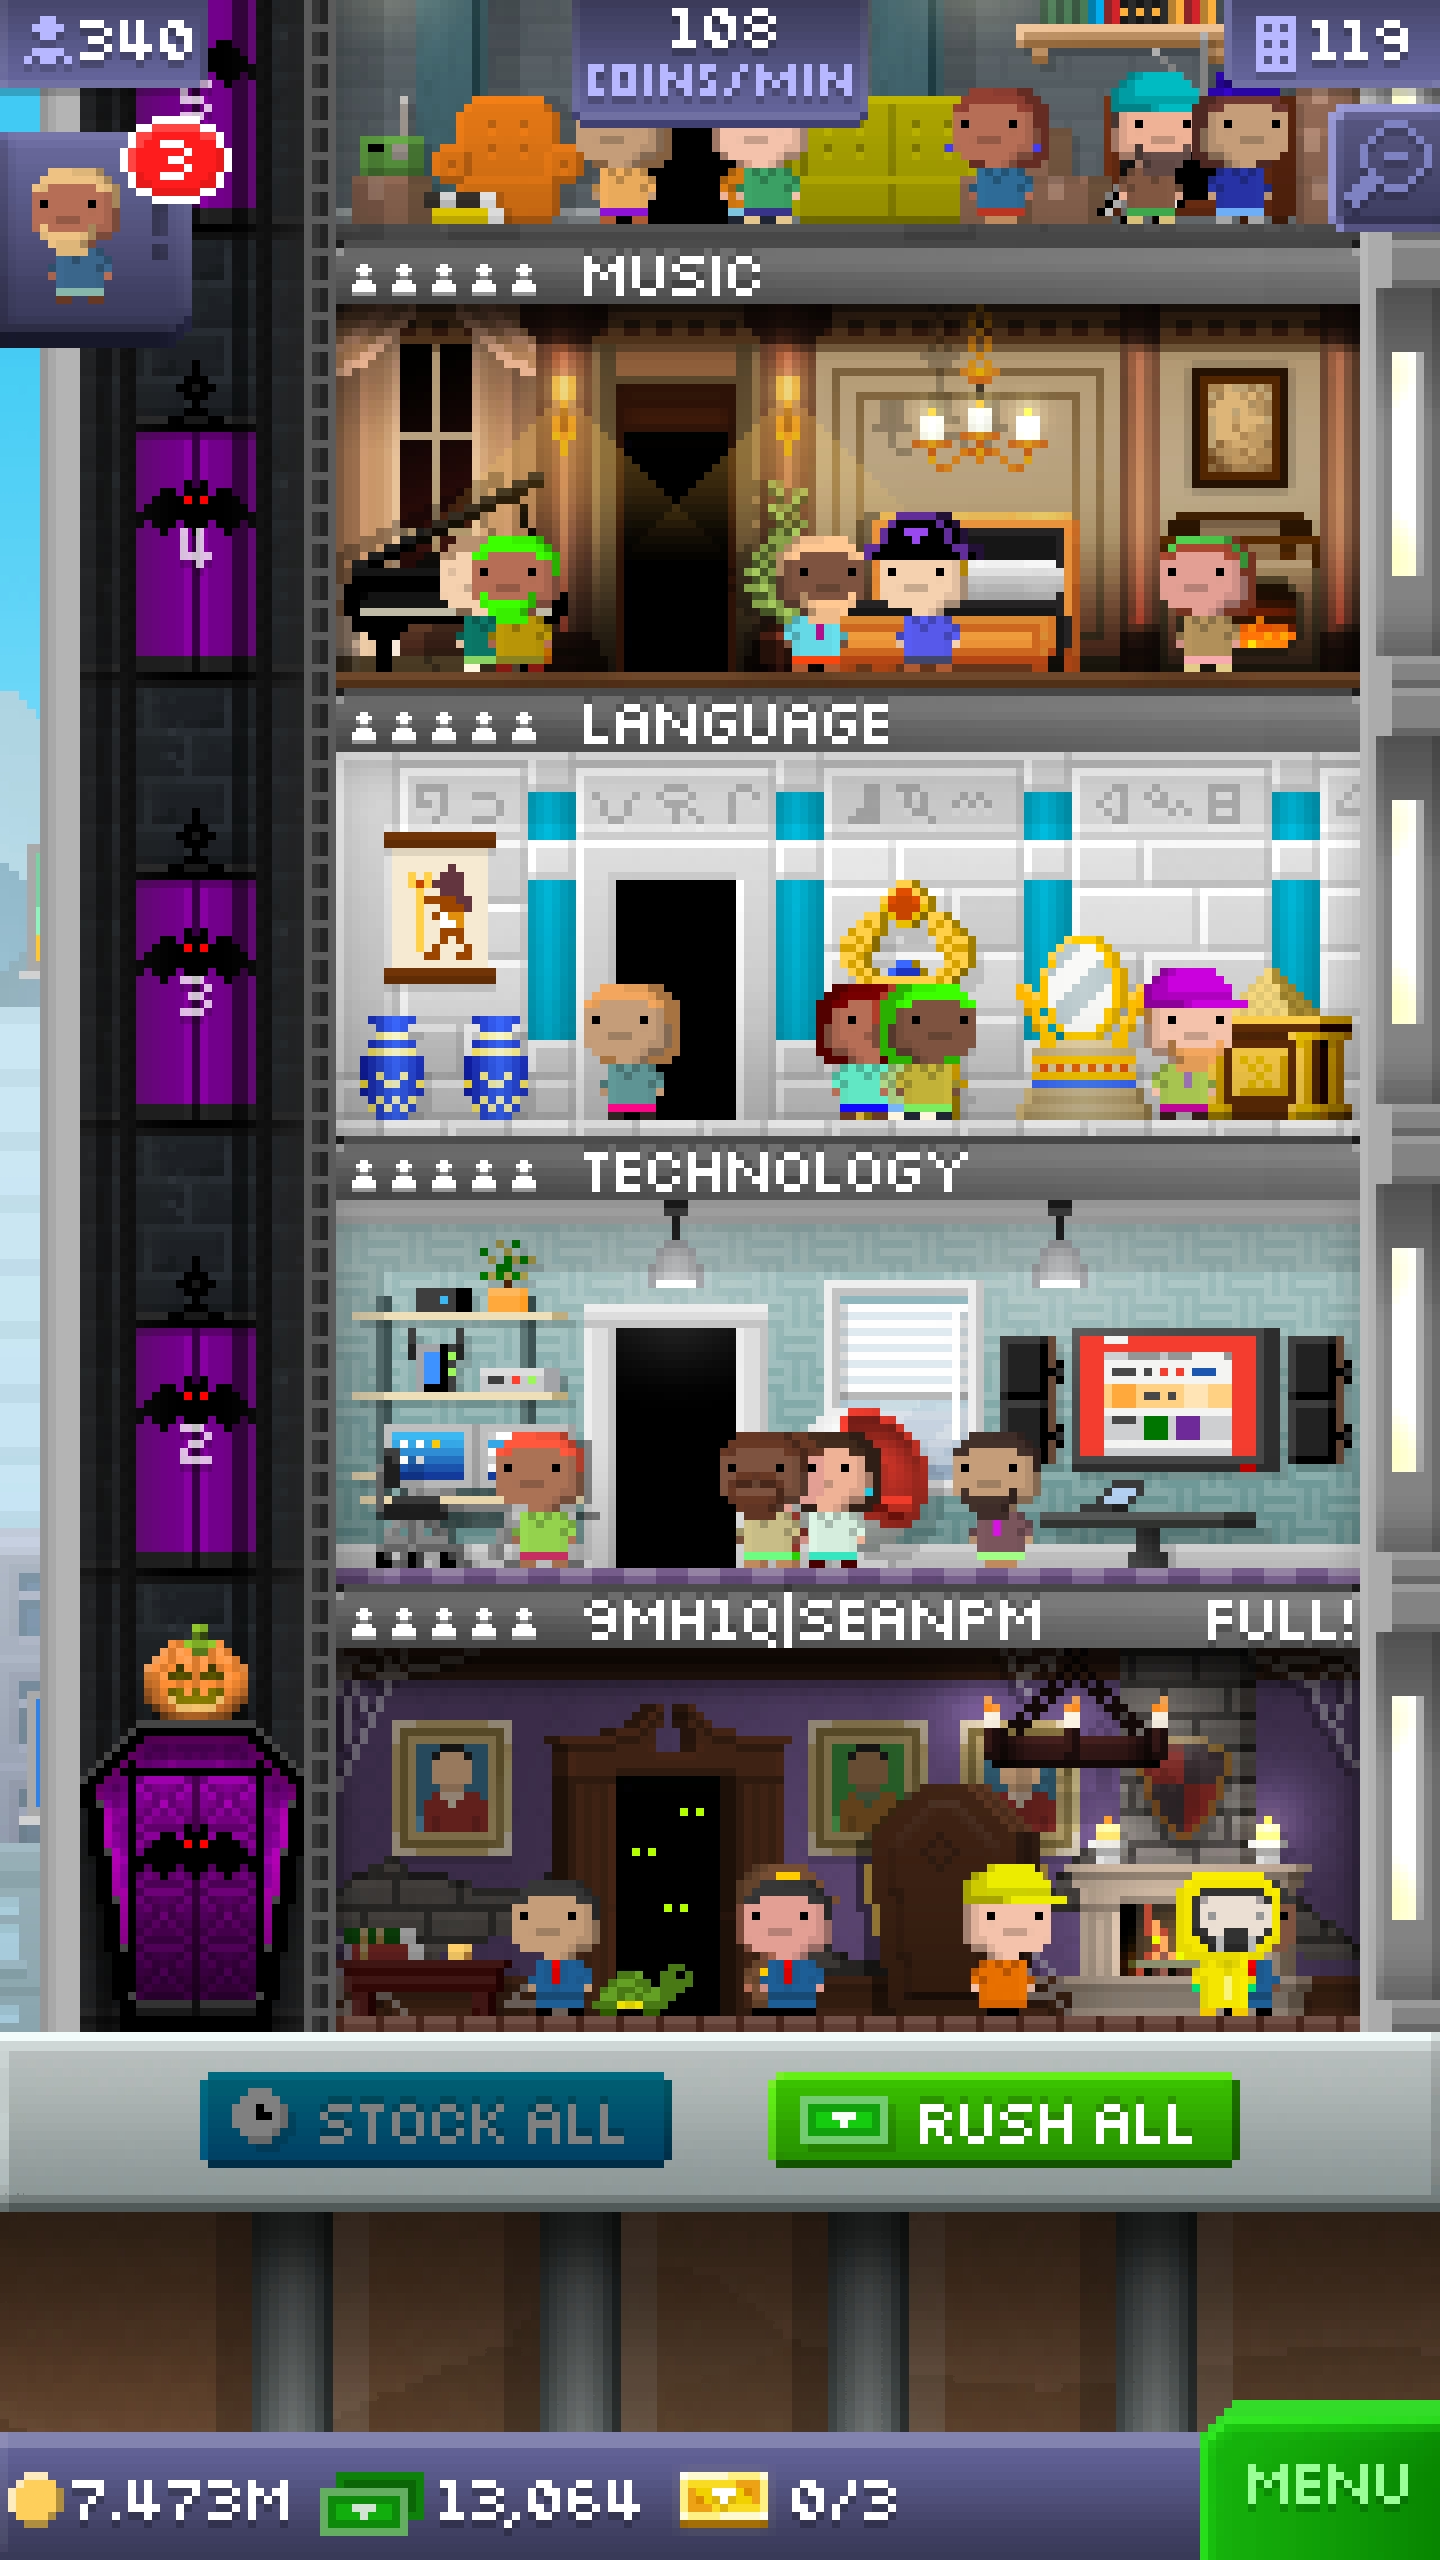 340
108
COINS/MIN
119
3
5
MUSIC
4
LANGUAGE
3
TECHNOLOGY
2
9MH1Q|SEANPM FULL!
STOCK ALL
RUSH ALL
7.473M 13,064 0/3
MENU